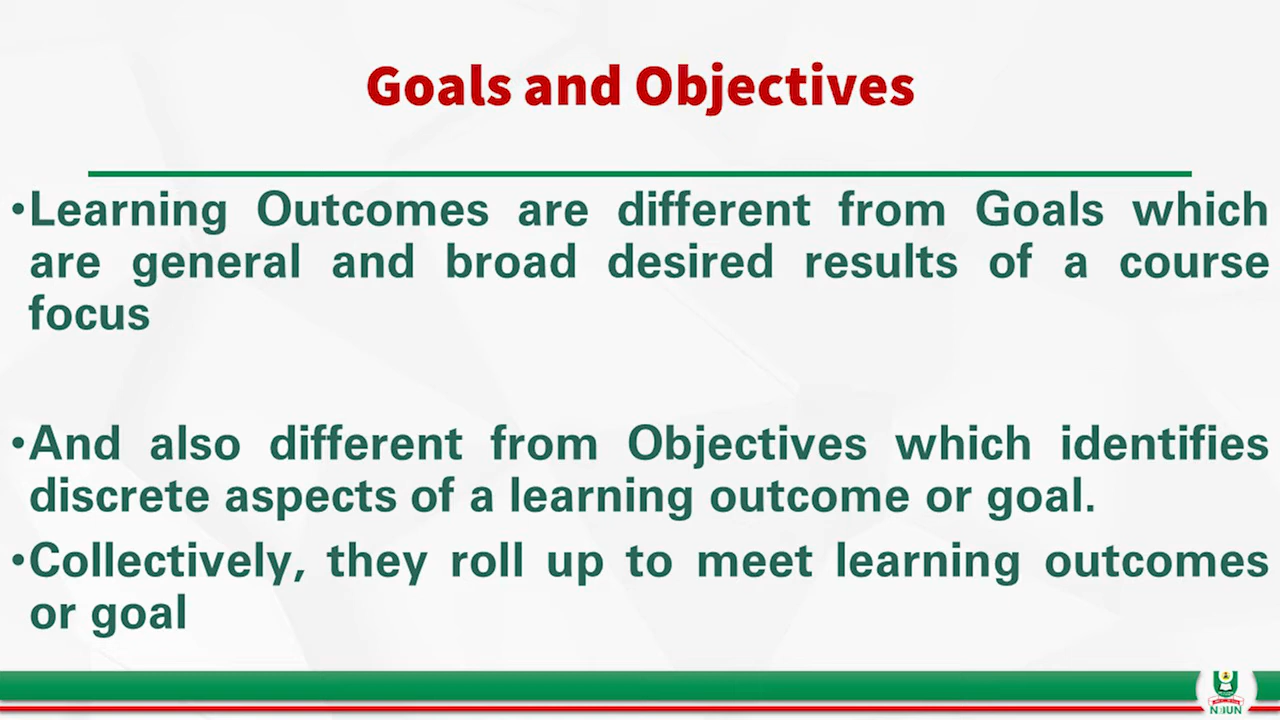 Goals and Objectives
•Learning Outcomes are different from Goals which
are general and broad desired results of a course
focus
•And also different from Objectives which identifies
discrete aspects of a learning outcome or goal.
•Collectively, they roll up to meet learning outcomes
or goal
NOUN